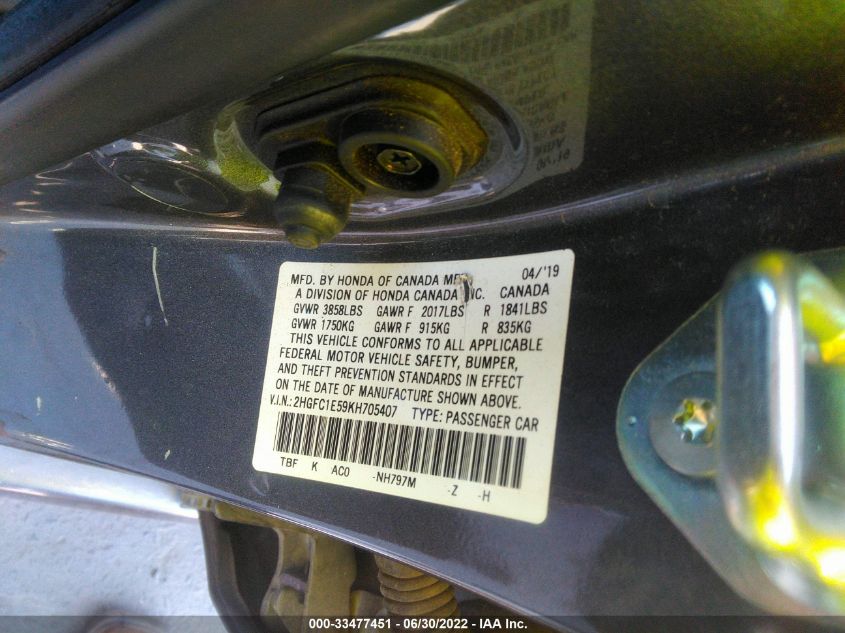 MFD. BY HONDA OF CANADA MFG. 04/'19
A DIVISION OF HONDA CANADA INC. CANADA
GVWR 3858LBS GAWR F 2017LBS R 1841LBS
GVWR 1750KG GAWR F 915KG R 835KG
THIS VEHICLE CONFORMS TO ALL APPLICABLE
FEDERAL MOTOR VEHICLE SAFETY, BUMPER,
AND THEFT PREVENTION STANDARDS IN EFFECT
ON THE DATE OF MANUFACTURE SHOWN ABOVE.
V.I.N.: 2HGFC1E59KH705407 TYPE: PASSENGER CAR
TBF K AC0 -NH797M -Z -H
000-33477451 - 06/30/2022 - IAA Inc.